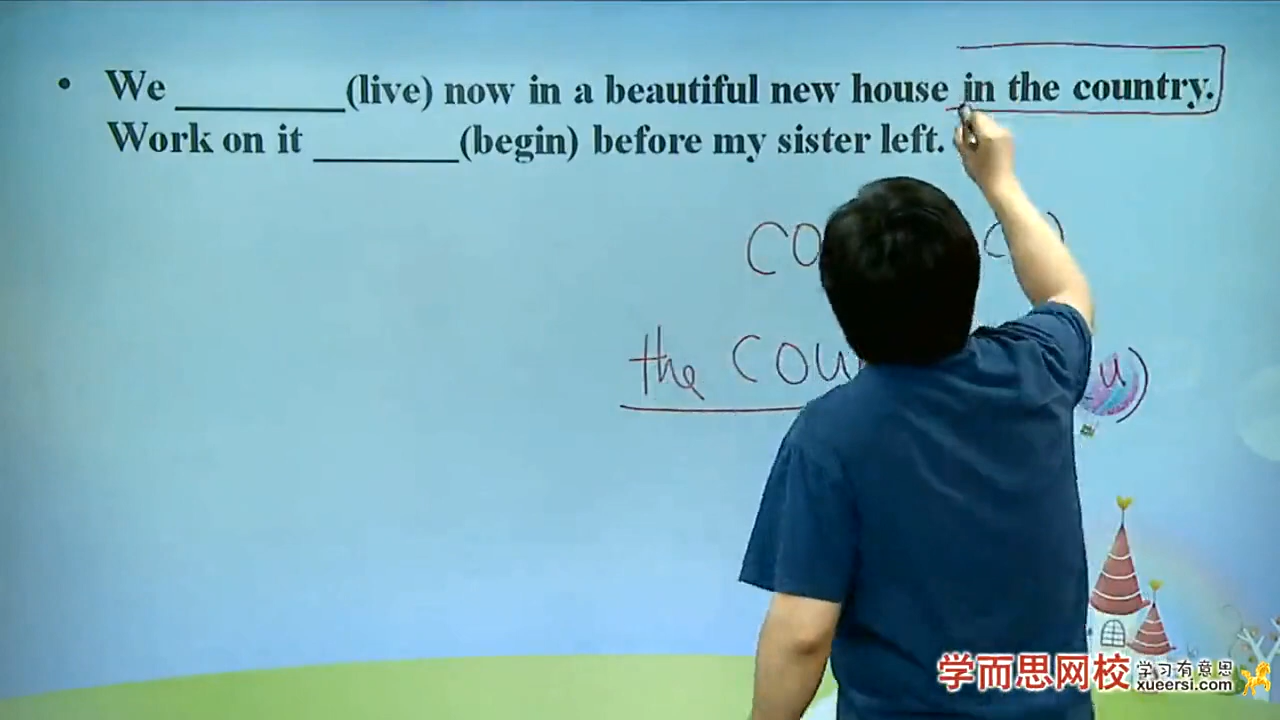 • We ________ (live) now in a beautiful new house in the country.
Work on it _______ (begin) before my sister left.
the
学而思网校 学习有意思
xueersi.com